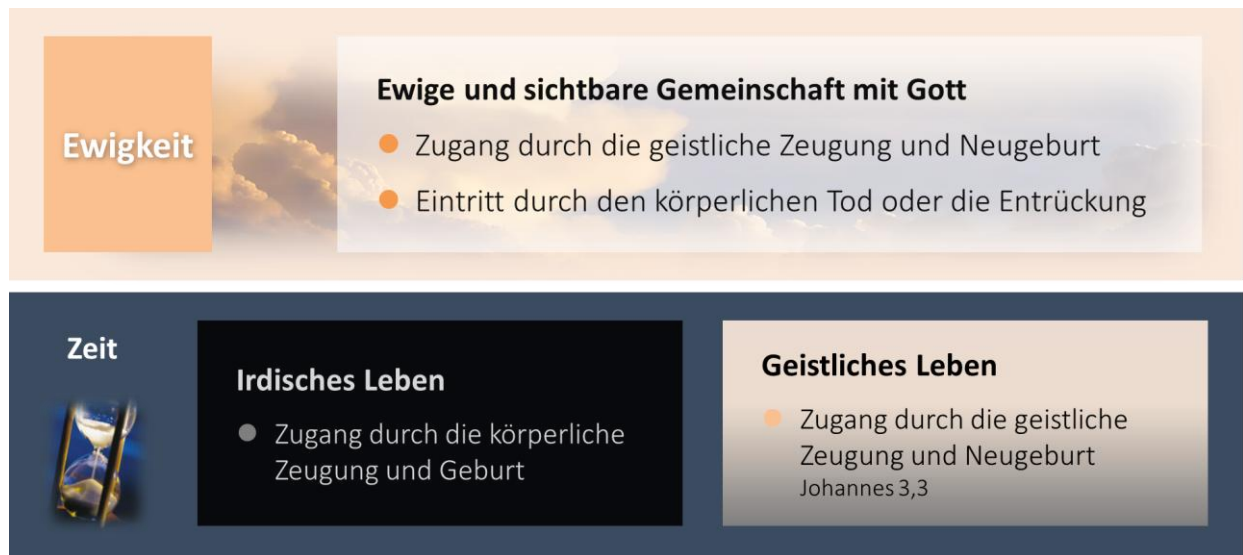 Ewigkeit
Ewige und sichtbare Gemeinschaft mit Gott
Zugang durch die geistliche Zeugung und Neugeburt
Eintritt durch den körperlichen Tod oder die Entrückung
Zeit
Irdisches Leben
Zugang durch die körperliche
Zeugung und Geburt
Geistliches Leben
Zugang durch die geistliche
Zeugung und Neugeburt
Johannes 3,3